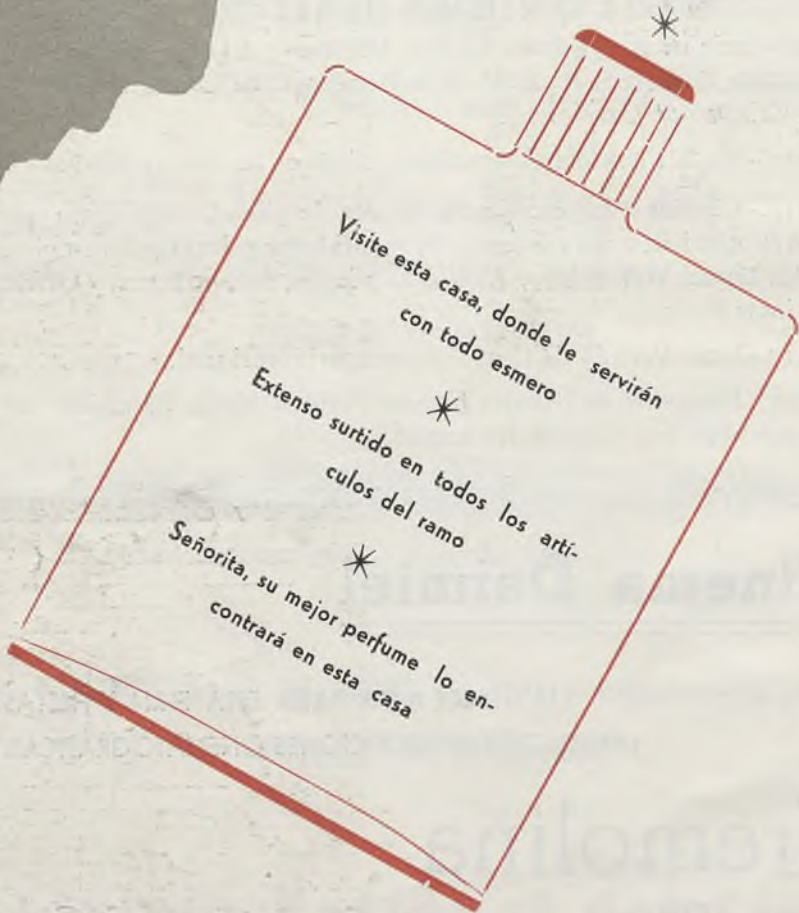 Visite esta casa, donde le servirán
con todo esmero
Extenso surtido en todos los artí-
culos del ramo
Señorita, su mejor perfume lo en-
contrará en esta casa